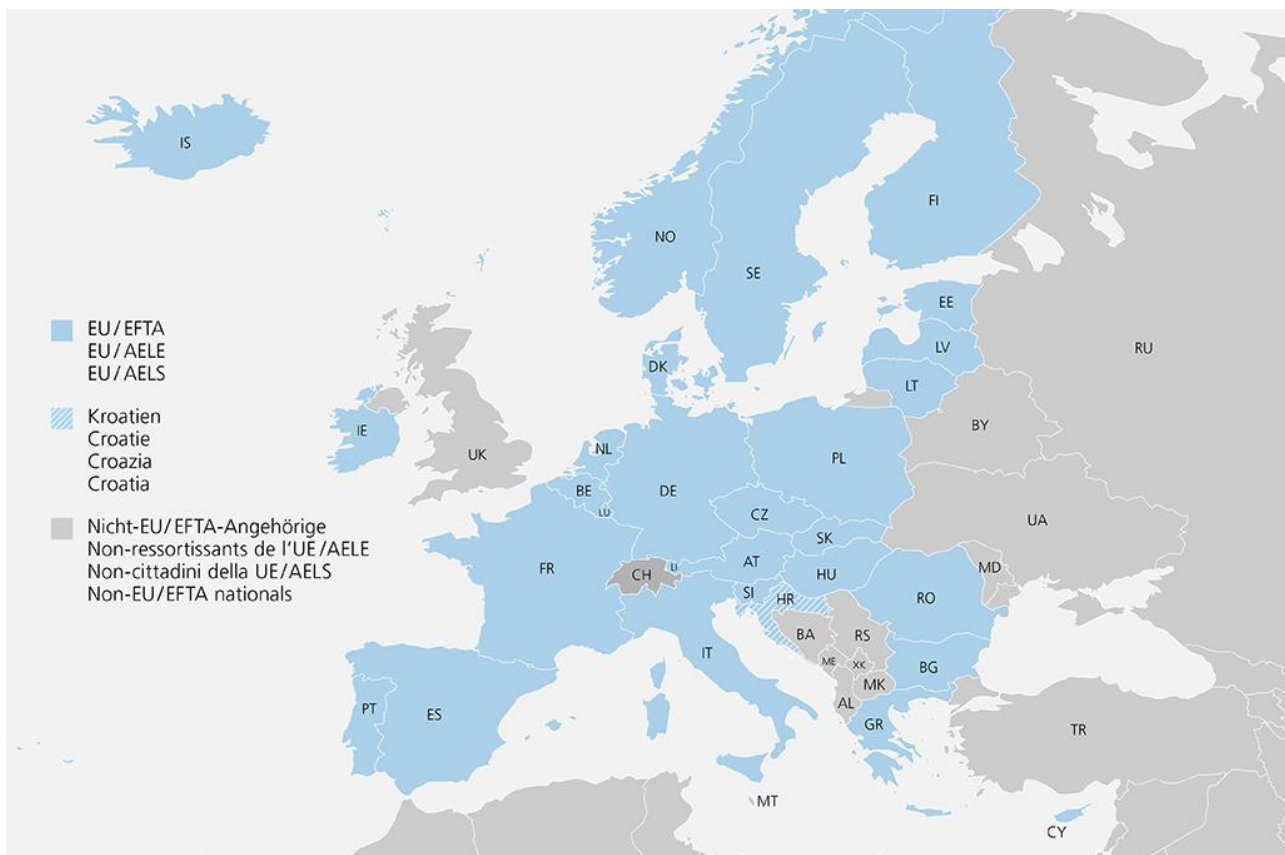 IS
NO
SE
FI
EE
LV
LT
RU
DK
BY
IE
UK
NL
BE
LU
DE
PL
CZ
SK
UA
FR
CH
LI
AT
HU
MD
SI
HR
RO
BA
RS
IT
ME
XK
BG
MK
AL
PT
ES
GR
TR
MT
CY
EU/EFTA
EU/AELE
EU/AELS
Kroatien
Croatie
Croazia
Croatia
Nicht-EU/EFTA-Angehörige
Non-ressortissants de l'UE/AELE
Non-cittadini della UE/AELS
Non-EU/EFTA nationals